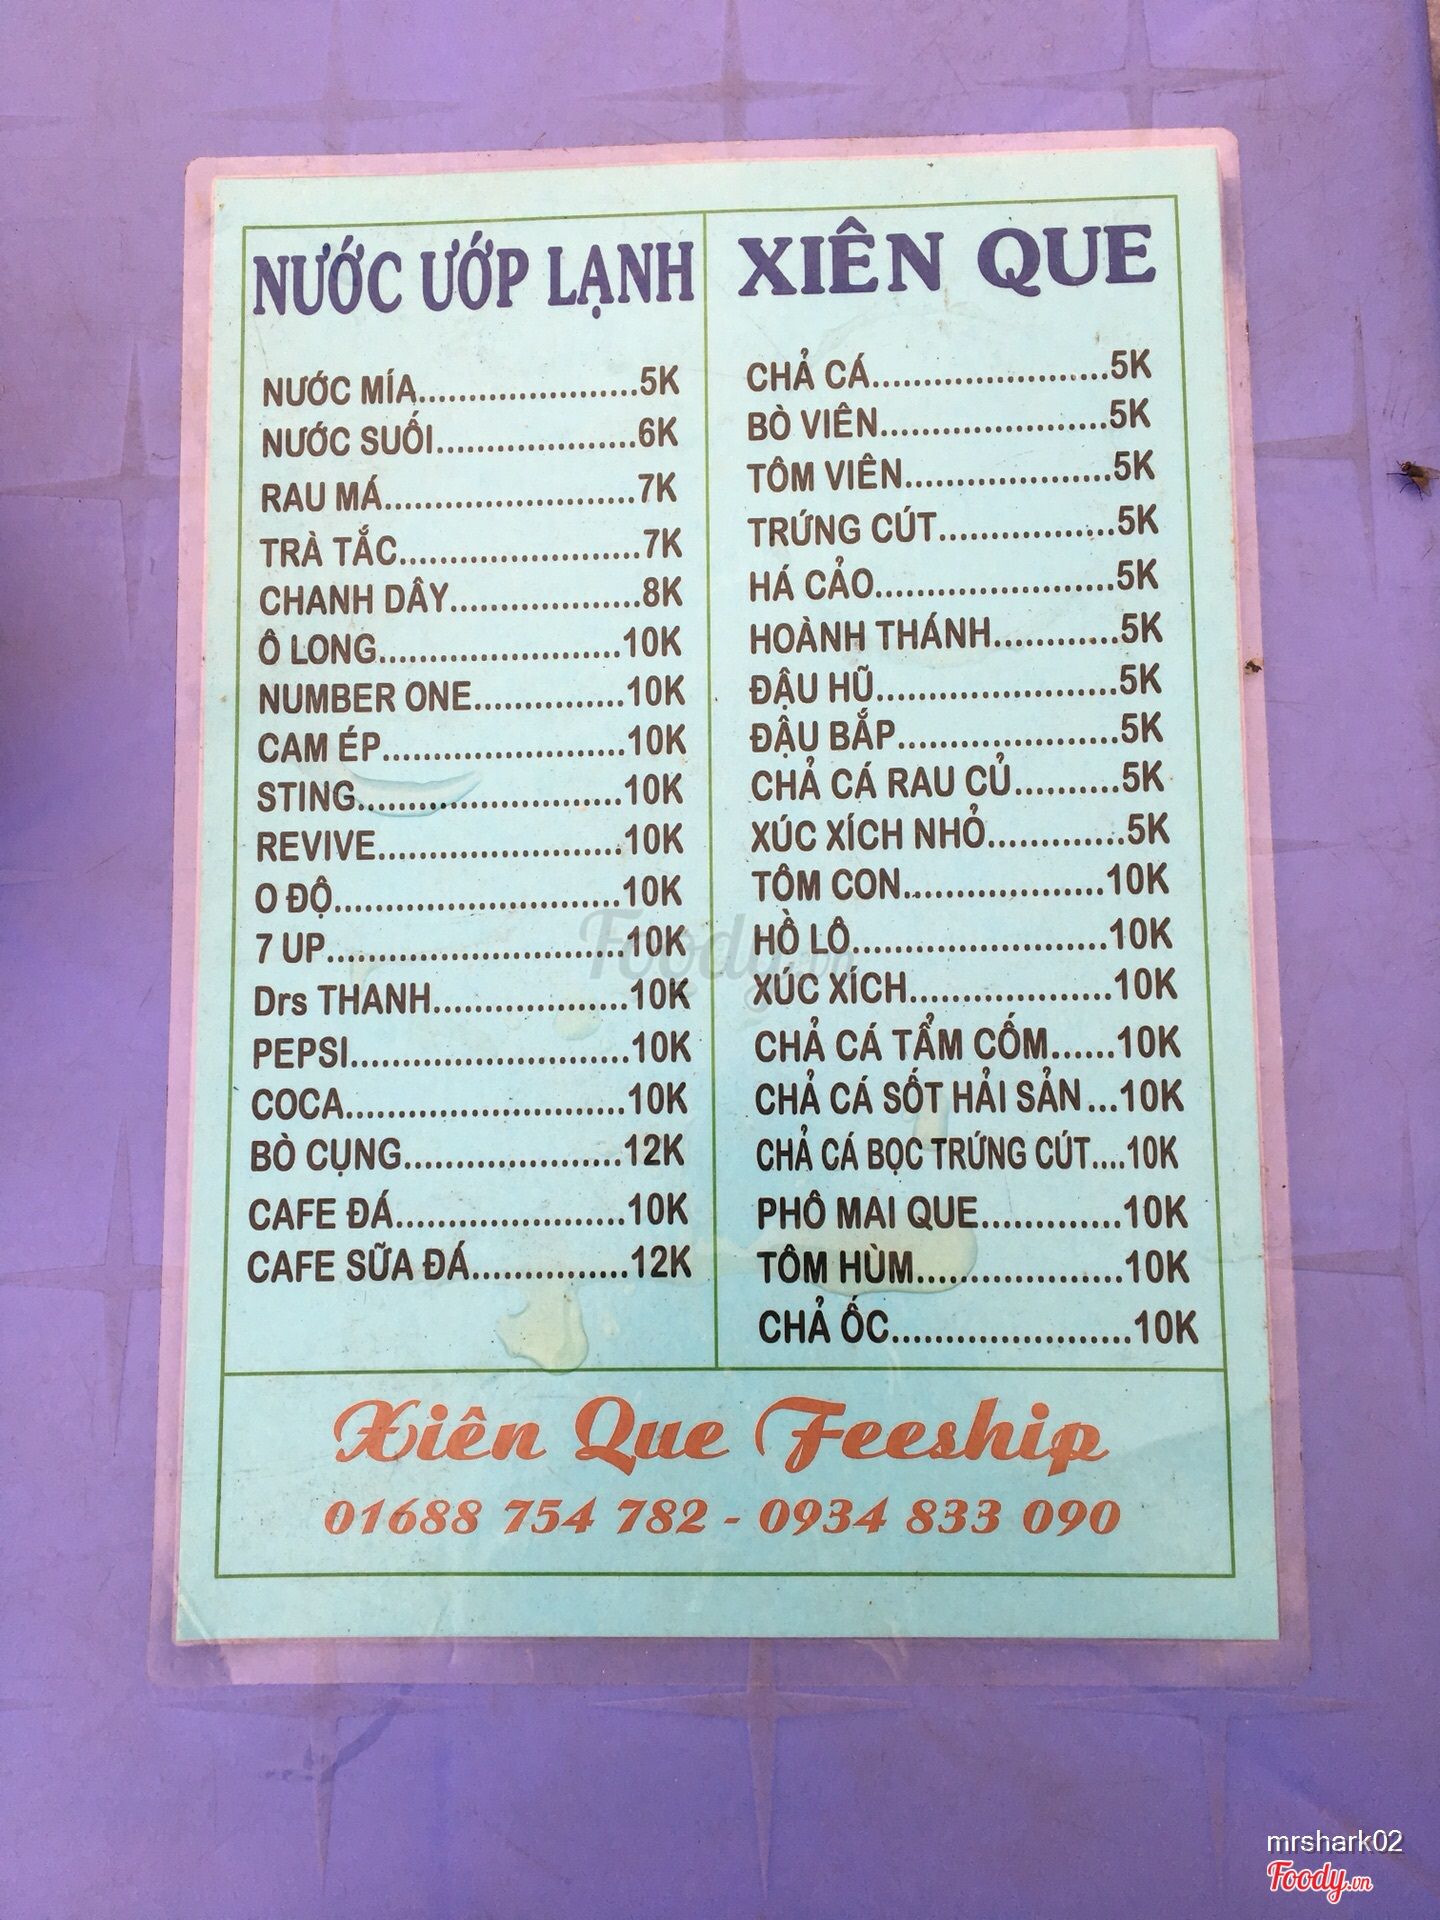 NƯỚC ƯỚP LẠNH
NƯỚC MÍA......................5K
NƯỚC SUỐI....................6K
RAU MÁ.........................7K
TRÀ TẮC........................7K
CHANH DÂY...................8K
Ô LONG........................10K
NUMBER ONE...............10K
CAM ÉP........................10K
STING..........................10K
REVIVE........................10K
O ĐỘ............................10K
7 UP.............................10K
Drs THANH...................10K
PEPSI...........................10K
COCA...........................10K
BÒ CỤNG......................12K
CAFE ĐÁ.......................10K
CAFE SỮA ĐÁ...............12K
XIÊN QUE
CHẢ CÁ.......................5K
BÒ VIÊN......................5K
TÔM VIÊN....................5K
TRỨNG CÚT.................5K
HÁ CẢO.......................5K
HOÀNH THÁNH............5K
ĐẬU HŨ.......................5K
ĐẬU BẮP.....................5K
CHẢ CÁ RAU CỦ..........5K
XÚC XÍCH NHỎ.............5K
TÔM CON....................10K
HỒ LÔ.........................10K
XÚC XÍCH....................10K
CHẢ CÁ TẨM CỐM......10K
CHẢ CÁ SỐT HẢI SẢN...10K
CHẢ CÁ BỌC TRỨNG CÚT....10K
PHÔ MAI QUE..............10K
TÔM HÙM....................10K
CHẢ ỐC.......................10K
Xiên Que Feeship
01688 754 782 - 0934 833 090
Foody.vn
mrshark02
Foody.vn